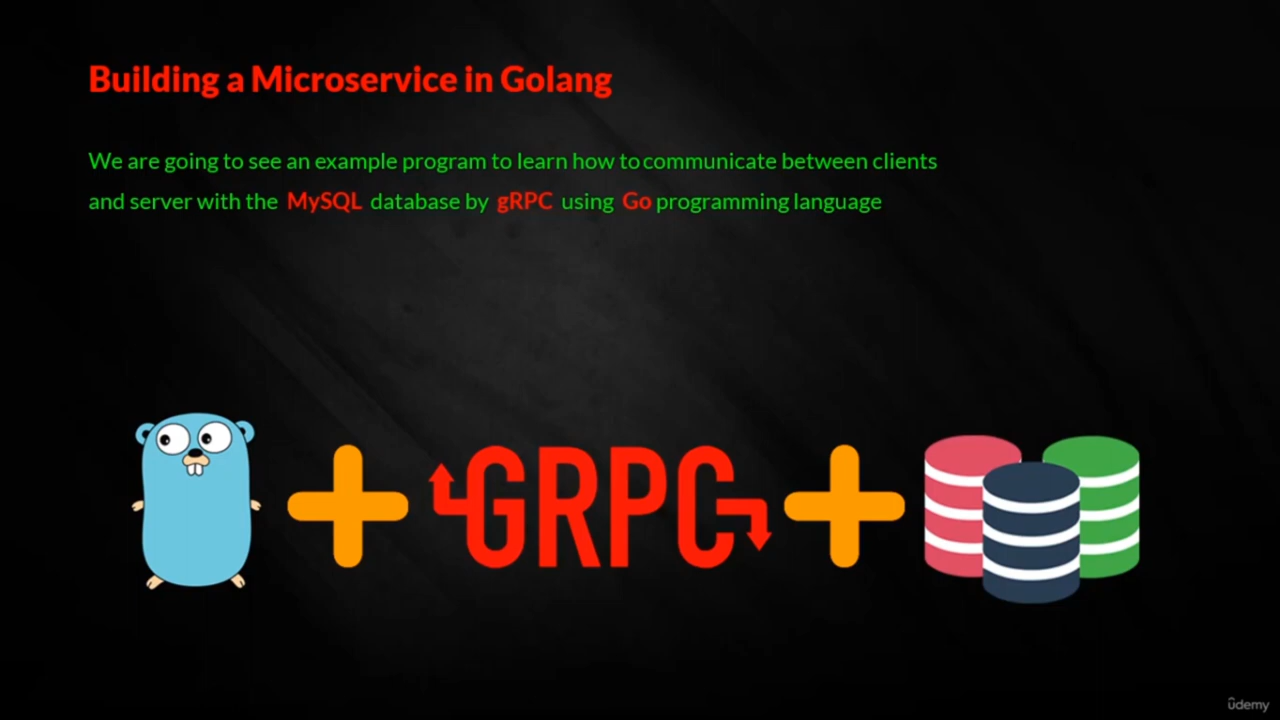 Building a Microservice in Golang
We are going to see an example program to learn how to communicate between clients
and server with the MySQL database by gRPC using Go programming language
GRPC
ûdemy